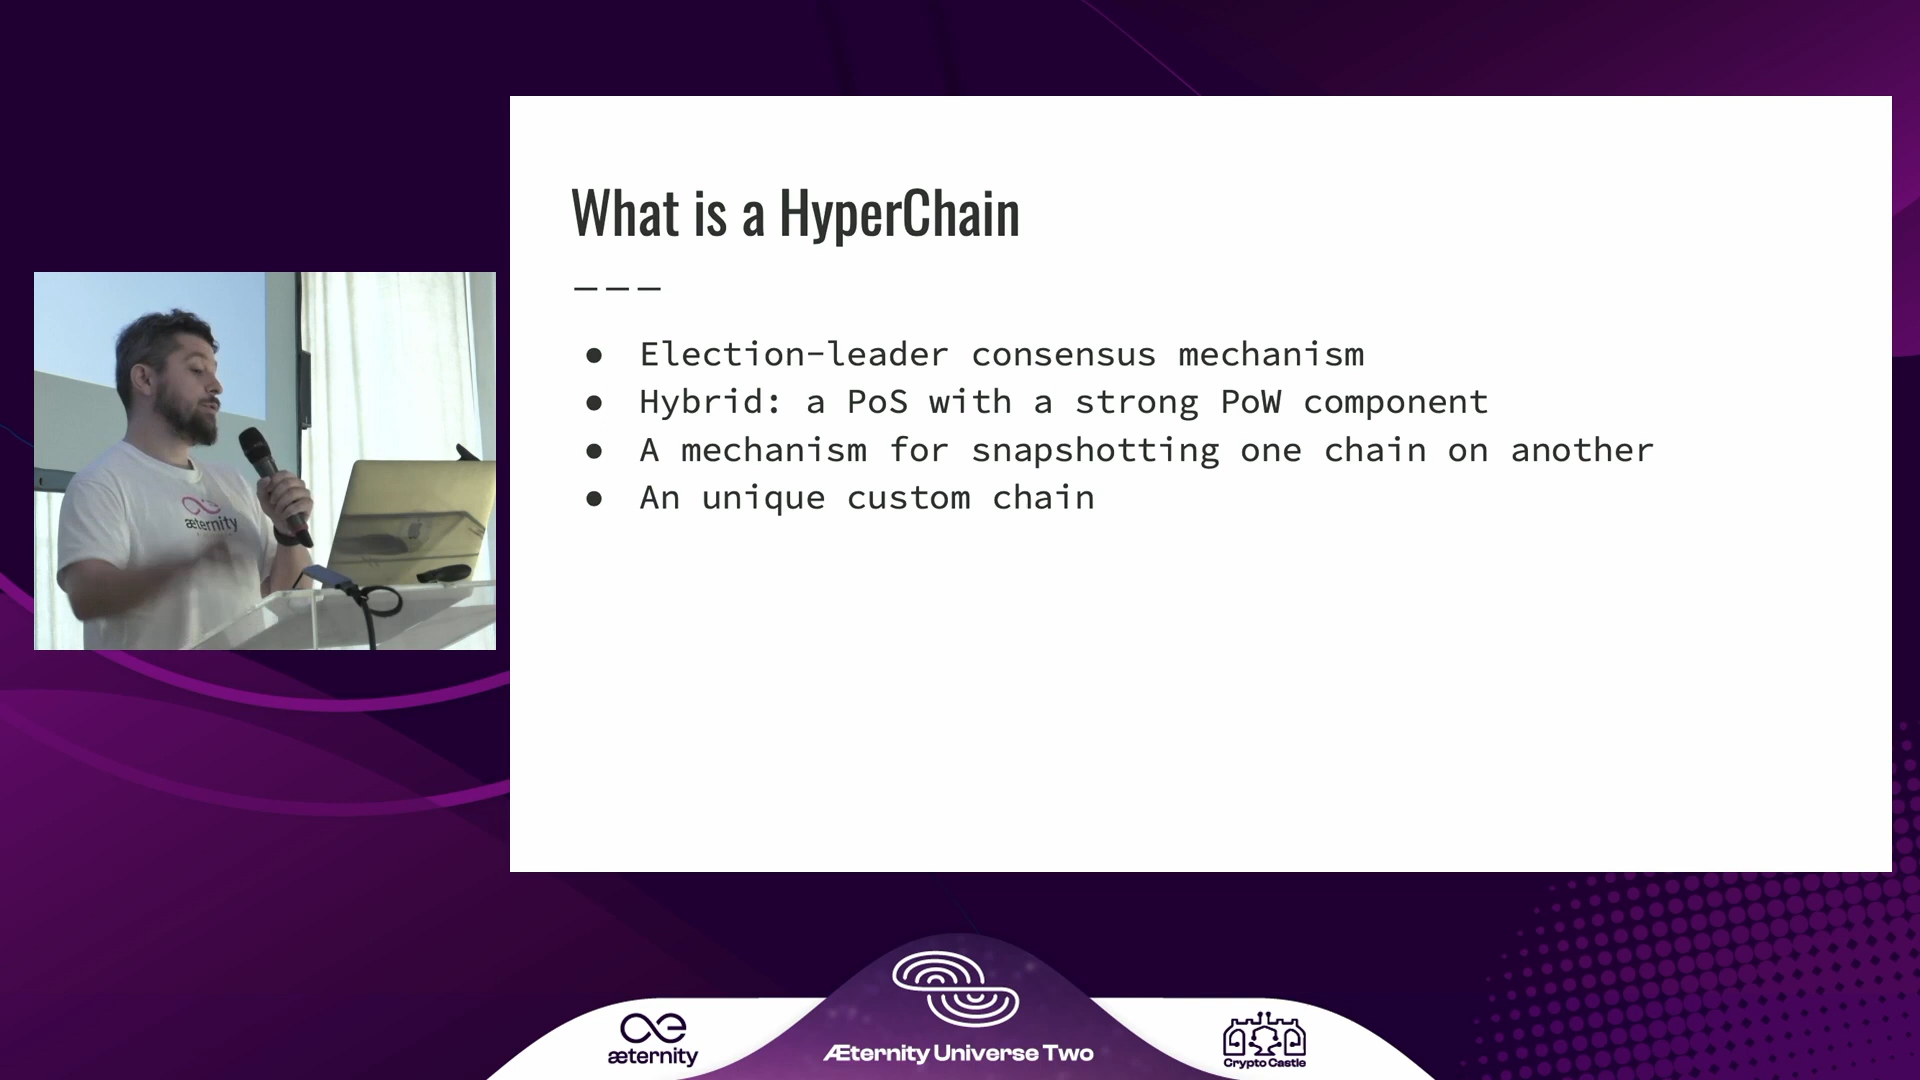 What is a HyperChain
———
● Election-leader consensus mechanism
● Hybrid: a PoS with a strong PoW component
● A mechanism for snapshotting one chain on another
● An unique custom chain
æternity
æternity
Æternity Universe Two
Crypto Castle